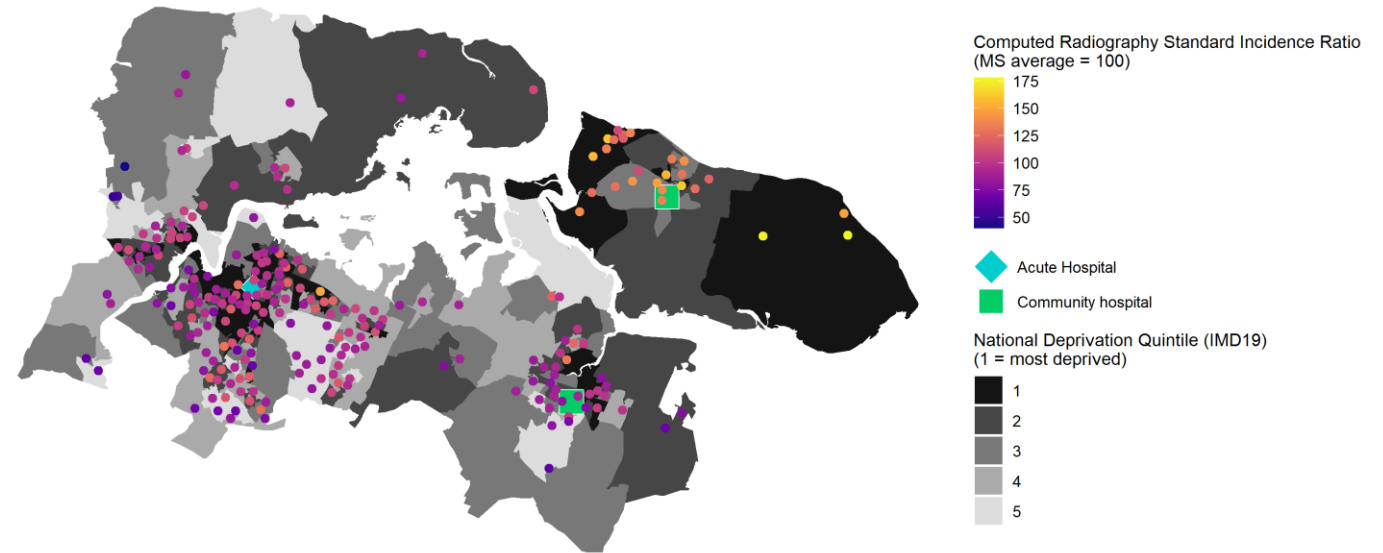 Computed Radiography Standard Incidence Ratio
(MS average = 100)
175
150
125
100
75
50
Acute Hospital
Community hospital
National Deprivation Quintile (IMD19)
(1 = most deprived)
1
2
3
4
5